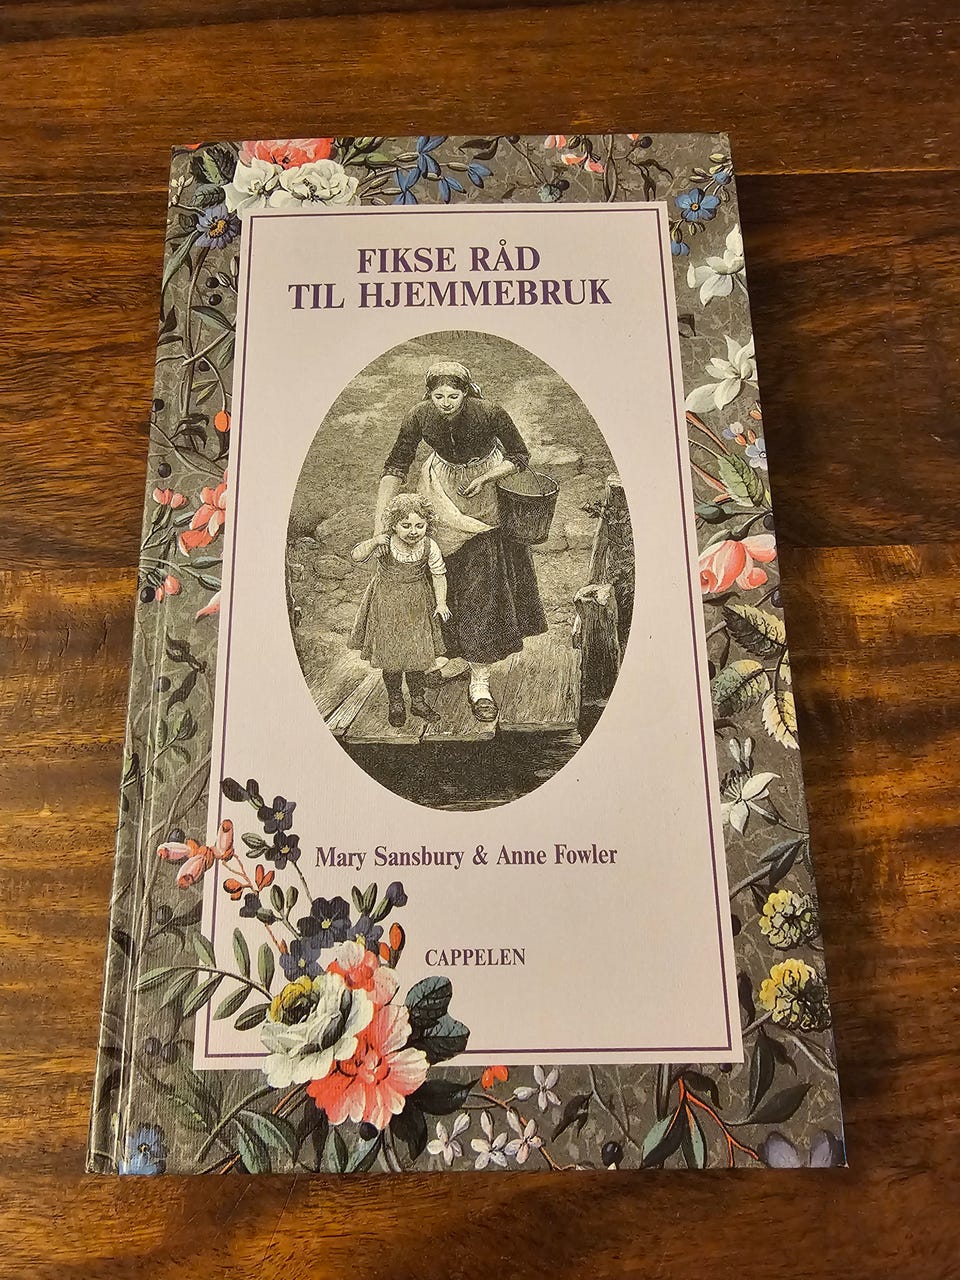 FIKSE RÅD
TIL HJEMMEBRUK
Mary Sansbury & Anne Fowler
CAPPELEN